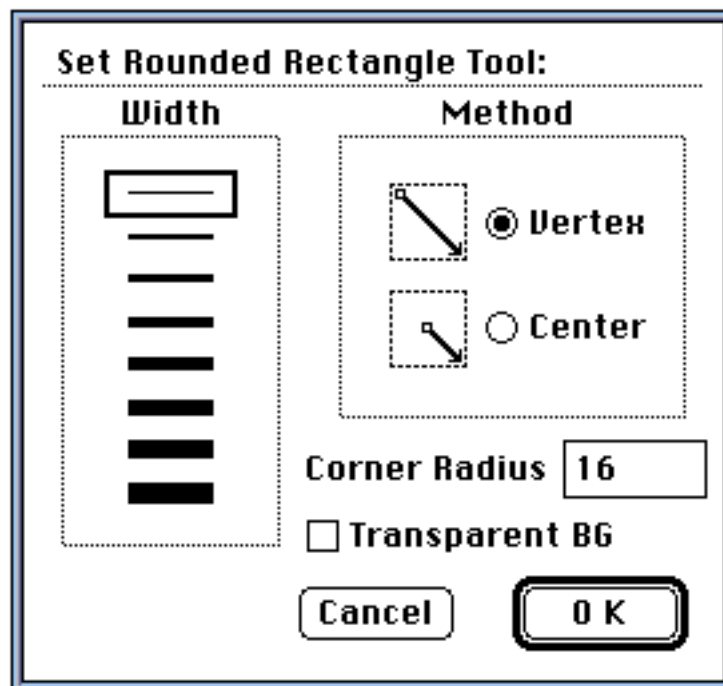 Set Rounded Rectangle Tool:
Width
Method
Vertex
Center
Corner Radius 16
Transparent BG
Cancel
OK